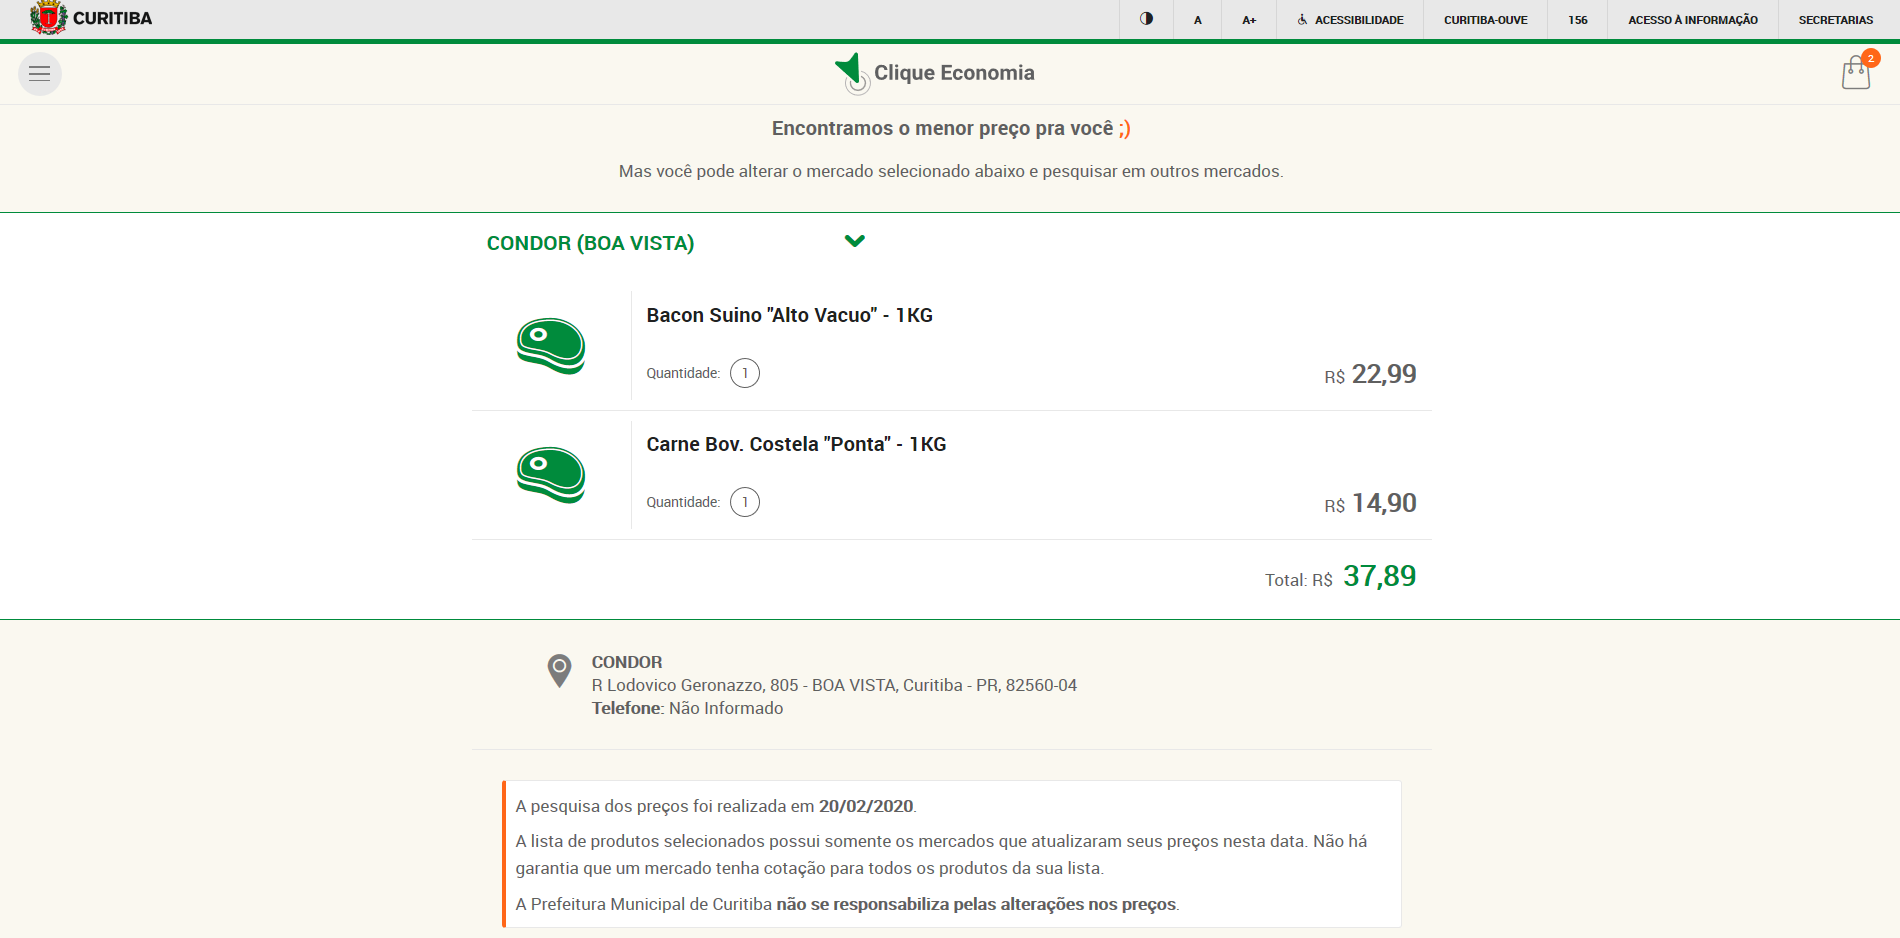 CURITIBA
A
A+
ACESSIBILIDADE
CURITIBA-OUVE
156
ACESSO À INFORMAÇÃO
SECRETARIAS
Clique Economia
2
Encontramos o menor preço pra você ;)
Mas você pode alterar o mercado selecionado abaixo e pesquisar em outros mercados.
CONDOR (BOA VISTA)
Bacon Suino "Alto Vacuo" - 1KG
Quantidade: 1
R$ 22,99
Carne Bov. Costela "Ponta" - 1KG
Quantidade: 1
R$ 14,90
Total: R$ 37,89
CONDOR
R Lodovico Geronazzo, 805 - BOA VISTA, Curitiba - PR, 82560-04
Telefone: Não Informado
A pesquisa dos preços foi realizada em 20/02/2020.
A lista de produtos selecionados possui somente os mercados que atualizaram seus preços nesta data. Não há
garantia que um mercado tenha cotação para todos os produtos da sua lista.
A Prefeitura Municipal de Curitiba não se responsabiliza pelas alterações nos preços.